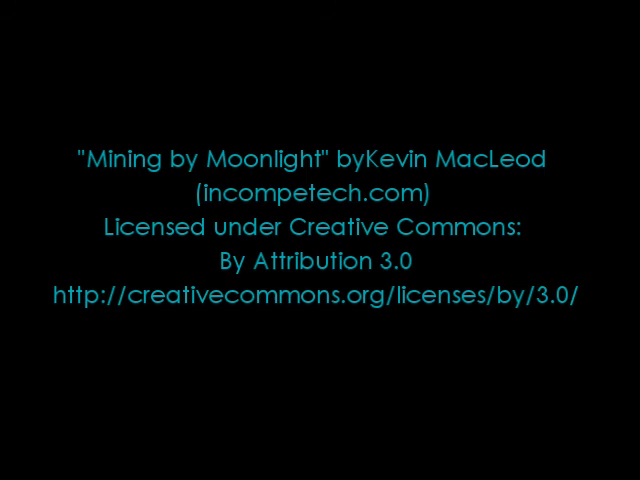 "Mining by Moonlight" byKevin MacLeod
(incompetech.com)
Licensed under Creative Commons:
By Attribution 3.0
http://creativecommons.org/licenses/by/3.0/